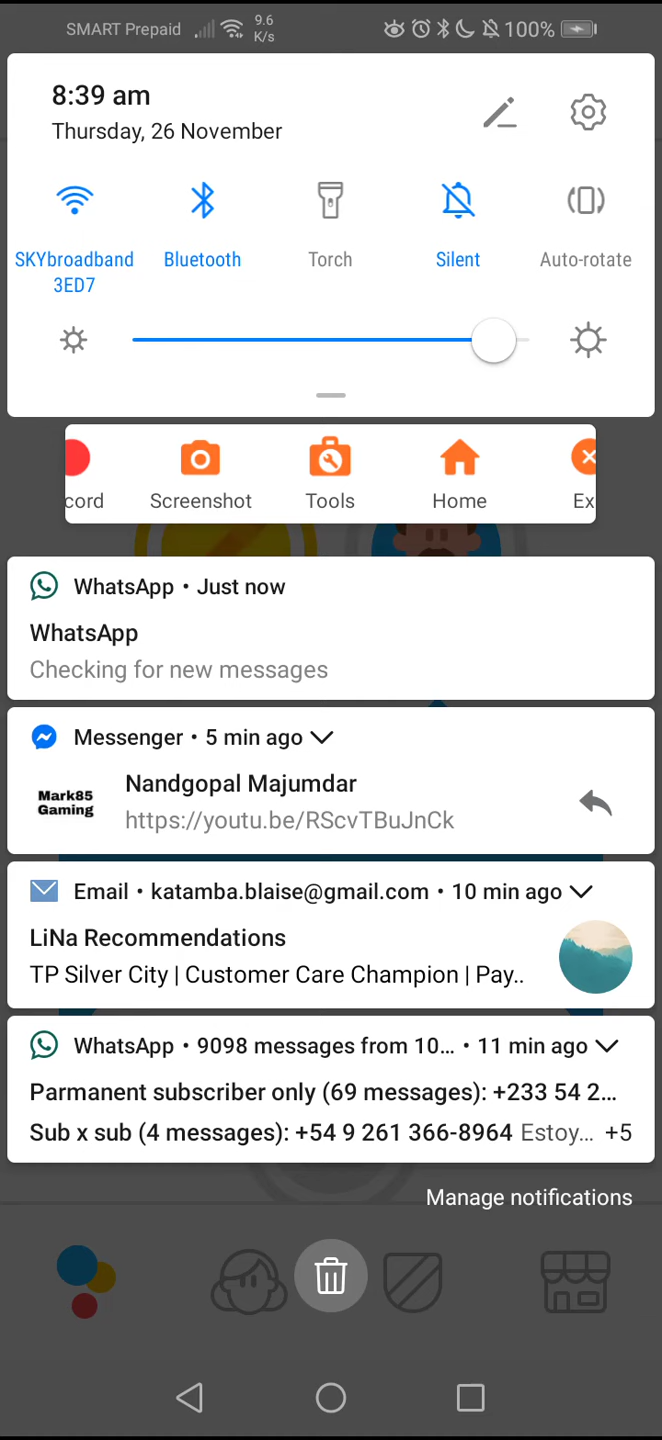 SMART Prepaid 9.6 K/s 100%
8:39 am
Thursday, 26 November
SKYbroadband 3ED7
Bluetooth
Torch
Silent
Auto-rotate
cord
Screenshot
Tools
Home
Ex
WhatsApp • Just now
WhatsApp
Checking for new messages
Messenger • 5 min ago
Mark85 Gaming
Nandgopal Majumdar
https://youtu.be/RScvTBuJnCk
Email • katamba.blaise@gmail.com • 10 min ago
LiNa Recommendations
TP Silver City | Customer Care Champion | Pay..
WhatsApp • 9098 messages from 10... • 11 min ago
Parmanent subscriber only (69 messages): +233 54 2...
Sub x sub (4 messages): +54 9 261 366-8964 Estoy... +5
Manage notifications